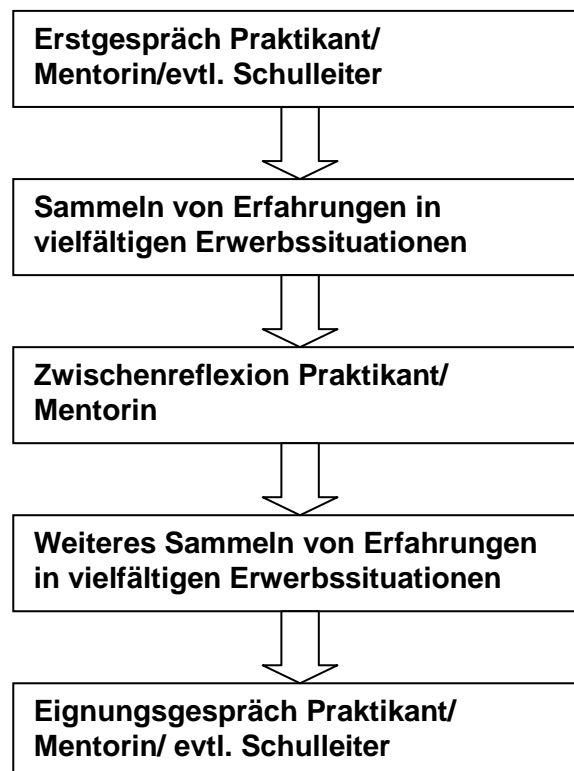 Erstgespräch Praktikant/
Mentorin/evtl. Schulleiter
Sammeln von Erfahrungen in
vielfältigen Erwerbssituationen
Zwischenreflexion Praktikant/
Mentorin
Weiteres Sammeln von Erfahrungen
in vielfältigen Erwerbssituationen
Eignungsgespräch Praktikant/
Mentorin/ evtl. Schulleiter